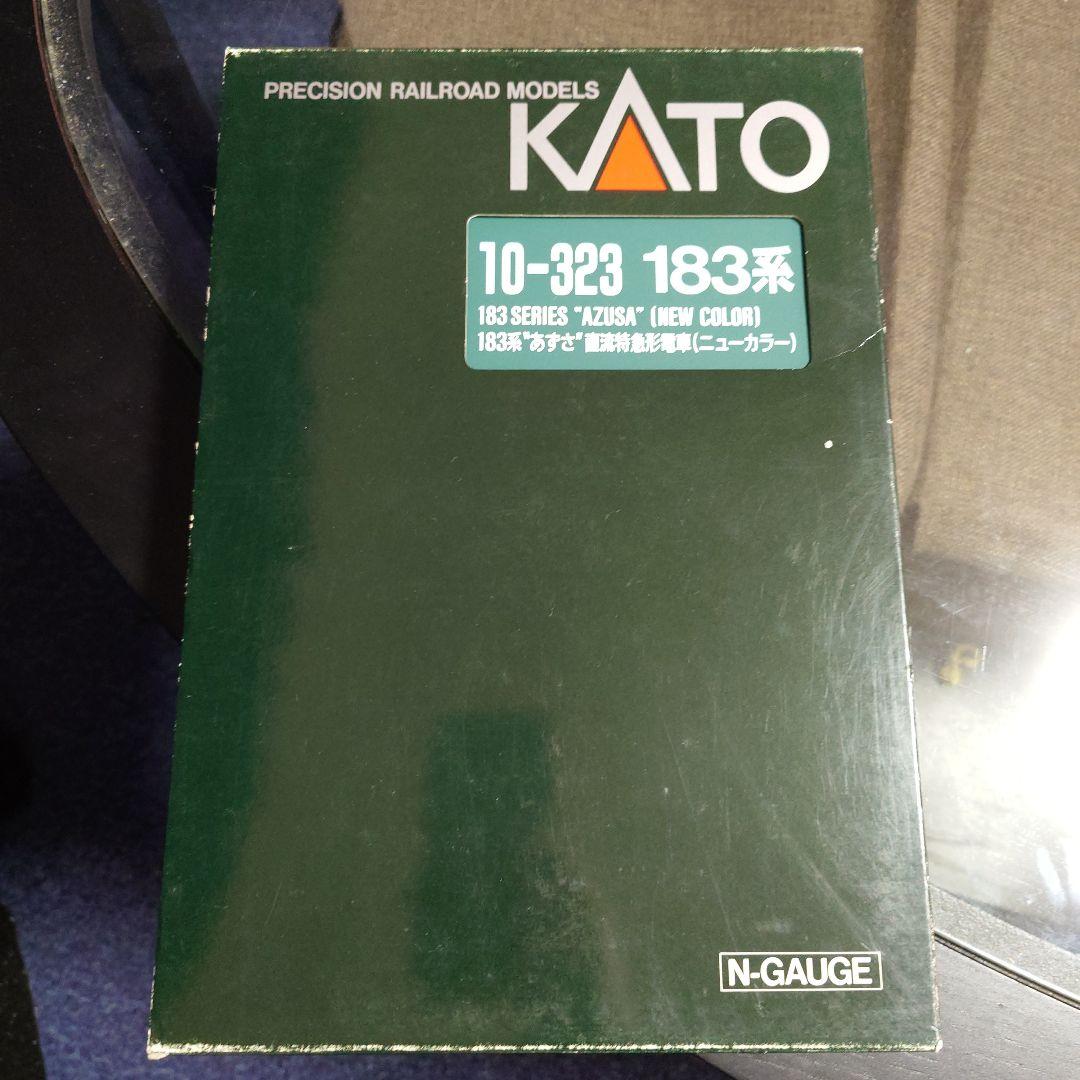 PRECISION RAILROAD MODELS
KATO
10-323 183系
183 SERIES "AZUSA" (NEW COLOR)
183系"あずさ"直流特急形電車(ニューカラー)
N-GAUGE